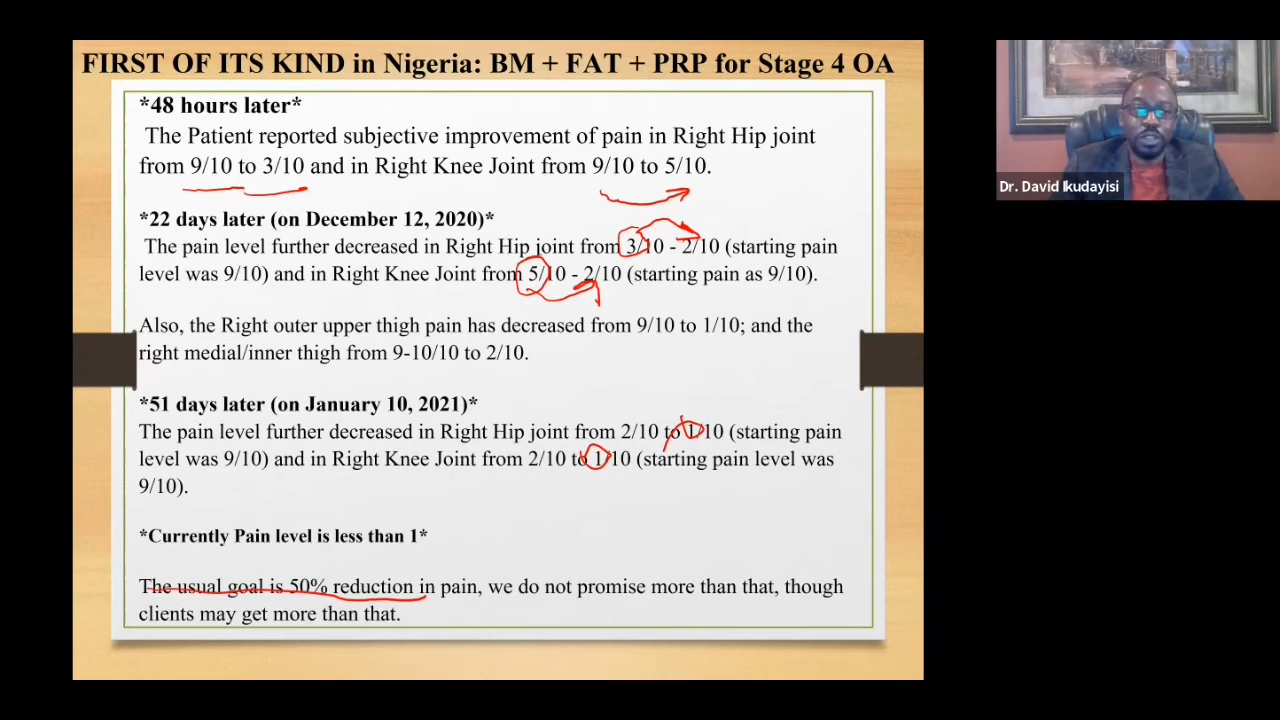 FIRST OF ITS KIND in Nigeria: BM + FAT + PRP for Stage 4 OA
*48 hours later*
The Patient reported subjective improvement of pain in Right Hip joint
from 9/10 to 3/10 and in Right Knee Joint from 9/10 to 5/10.
*22 days later (on December 12, 2020)*
The pain level further decreased in Right Hip joint from 3/10 - 2/10 (starting pain
level was 9/10) and in Right Knee Joint from 5/10 - 2/10 (starting pain as 9/10).
Also, the Right outer upper thigh pain has decreased from 9/10 to 1/10; and the
right medial/inner thigh from 9-10/10 to 2/10.
*51 days later (on January 10, 2021)*
The pain level further decreased in Right Hip joint from 2/10 to 1/10 (starting pain
level was 9/10) and in Right Knee Joint from 2/10 to 1/10 (starting pain level was
9/10).
*Currently Pain level is less than 1*
The usual goal is 50% reduction in pain, we do not promise more than that, though
clients may get more than that.
Dr. David Ikudayisi